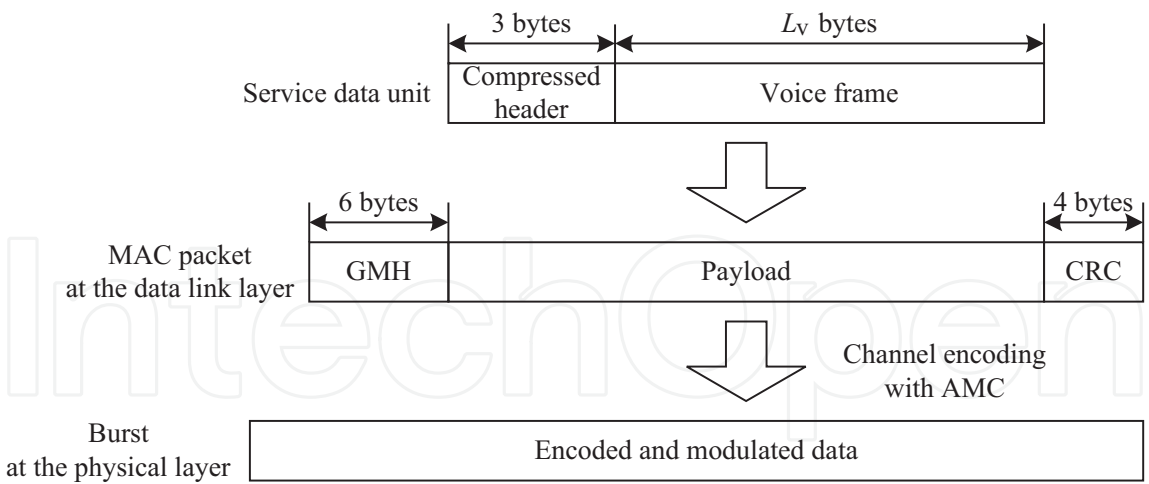 3 bytes
Lv bytes
Service data unit
Compressed
header
Voice frame
6 bytes
4 bytes
MAC packet
at the data link layer
GMH
Payload
CRC
IntechOpen
Channel encoding
with AMC
Burst
at the physical layer
Encoded and modulated data